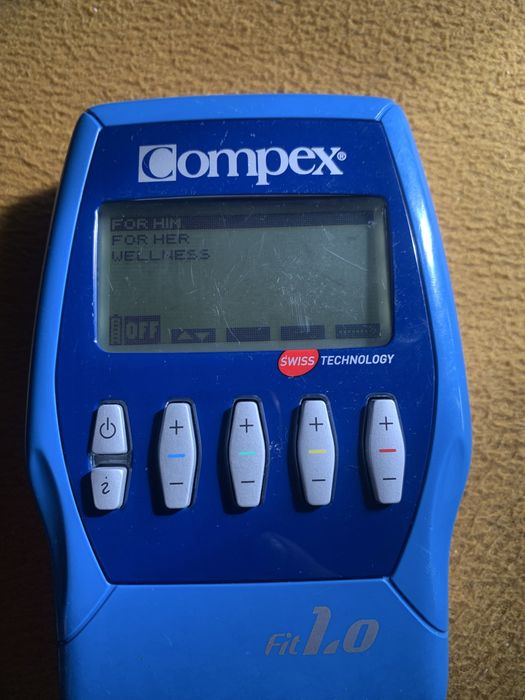 Compex®
FOR HIM
FOR HER
WELLNESS
OFF
SWISS TECHNOLOGY
+ + + +
i - - - -
Fit 1.0